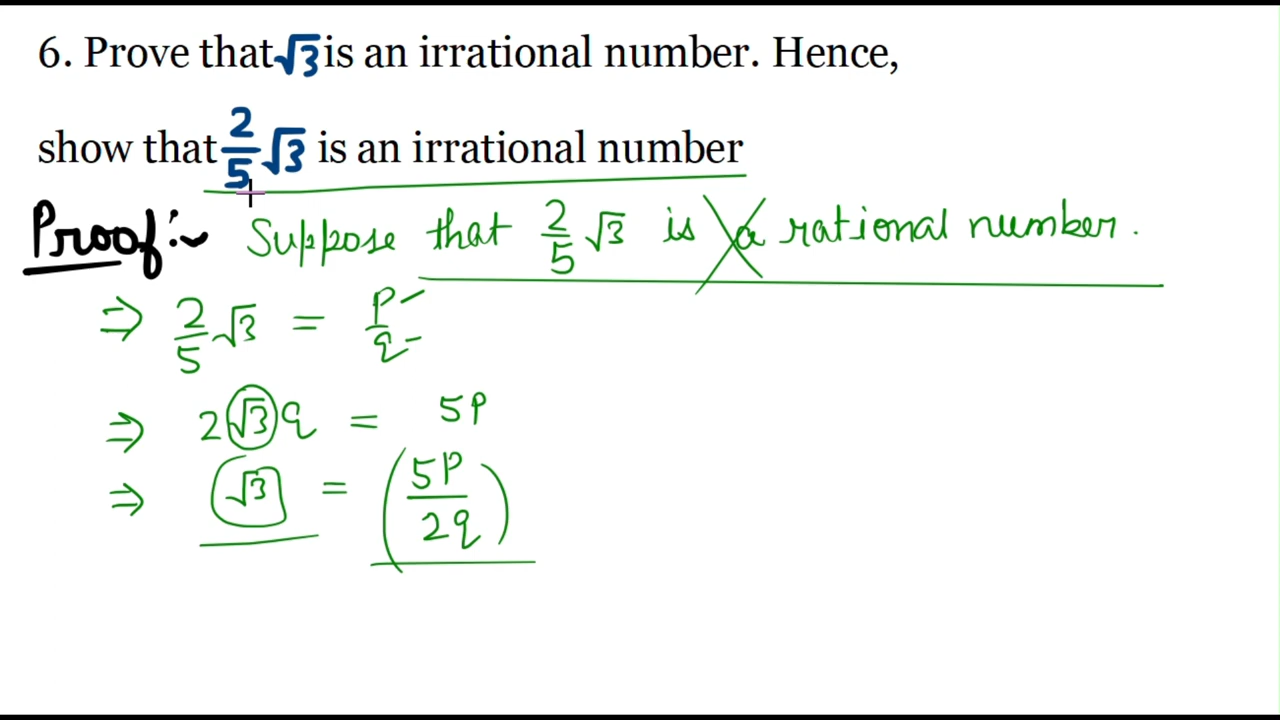 6. Prove that √3 is an irrational number. Hence,
show that 2/5 √3 is an irrational number
Proof :- Suppose that 2/5 √3 is a rational number.
⇒ 2/5 √3 = p/q
⇒ 2√3q = 5p
⇒ √3 = (5p/2q)